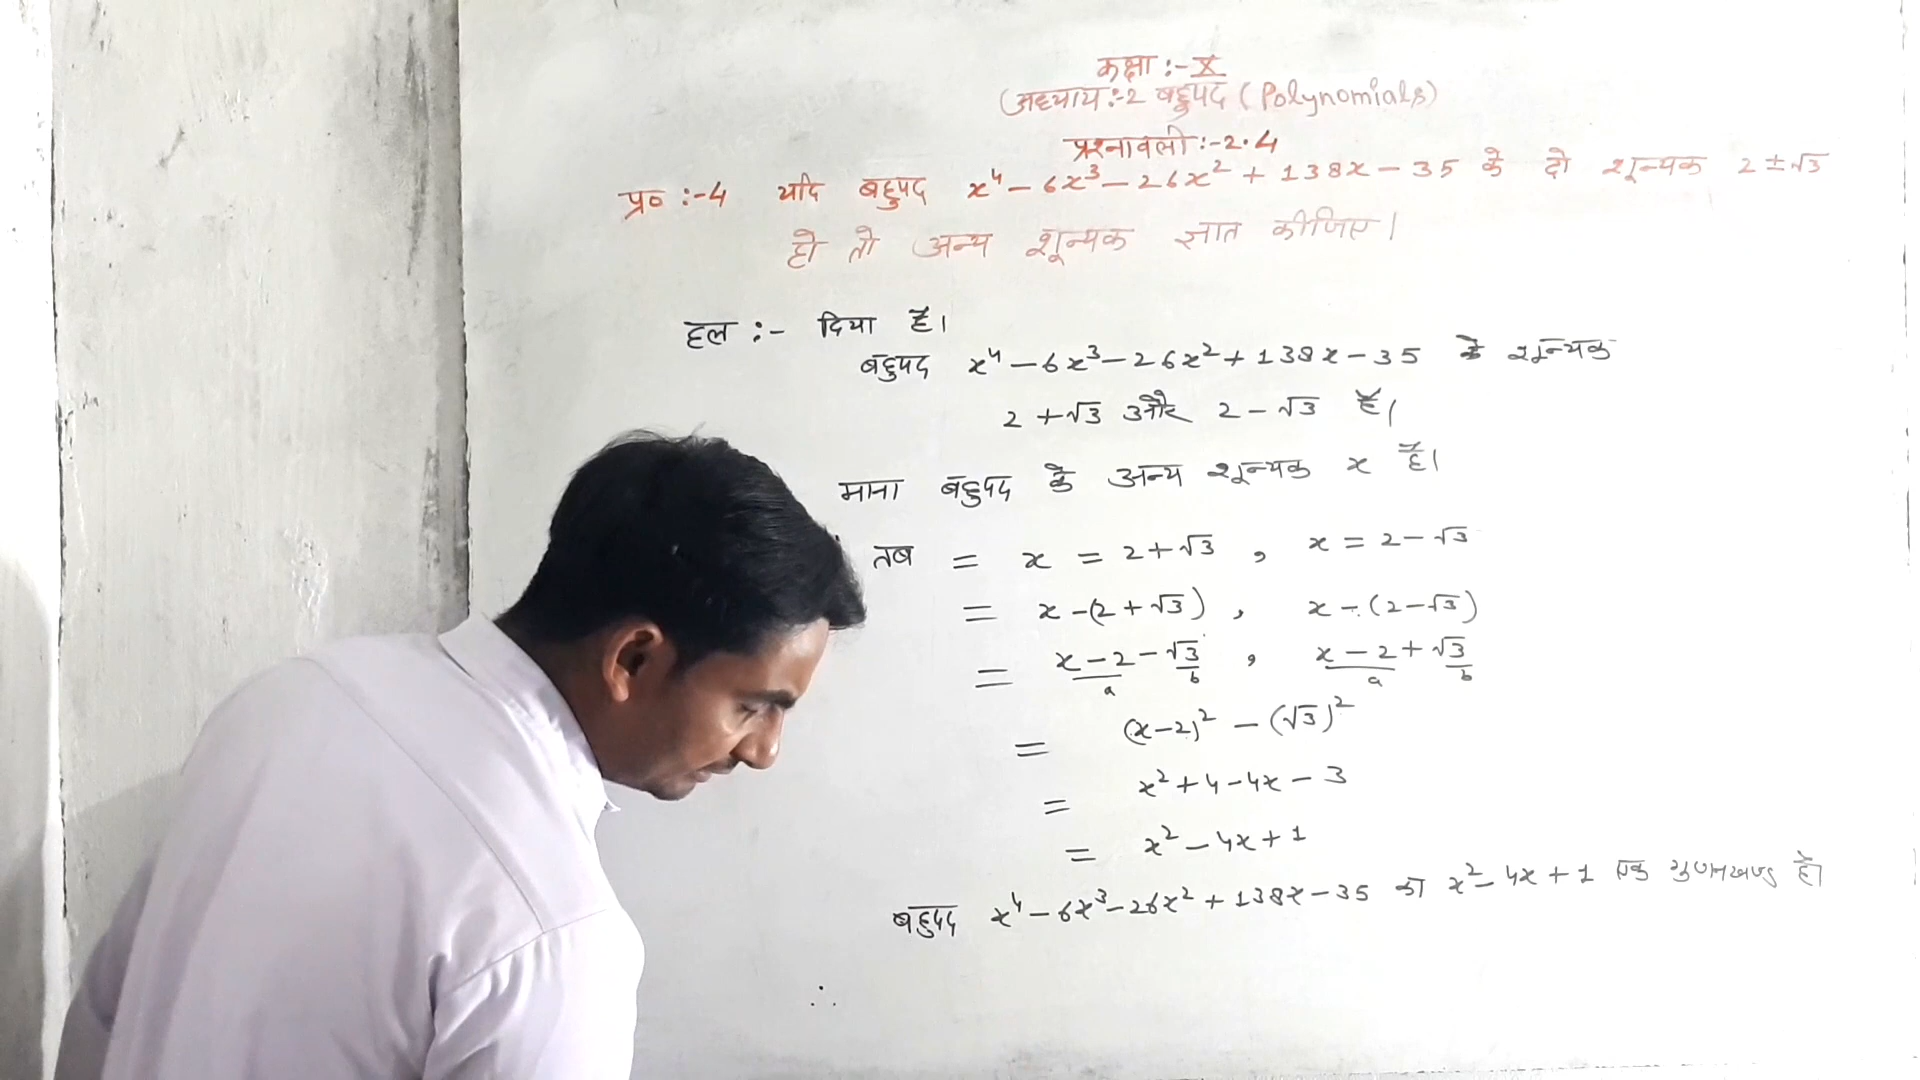 कक्षा :- X
अध्याय :- 2 बहुपद (Polynomials)
प्रश्नावली :- 2.4
प्र० :- 4 यदि बहुपद x⁴ - 6x³ - 26x² + 138x - 35 के दो शून्यक 2 ± √3
हो तो अन्य शून्यक ज्ञात कीजिए।
हल :- दिया है।
बहुपद x⁴ - 6x³ - 26x² + 138x - 35 के शून्यक
2 + √3 और 2 - √3 है।
माना बहुपद के अन्य शून्यक x है।
तब = x = 2 + √3 , x = 2 - √3
= x - (2 + √3) , x - (2 - √3)
= x - 2 - √3 , x - 2 + √3
a b a b
= (x - 2)² - (√3)²
= x² + 4 - 4x - 3
= x² - 4x + 1
बहुपद x⁴ - 6x³ - 26x² + 138x - 35 का x² - 4x + 1 एक गुणनखण्ड है।
∴